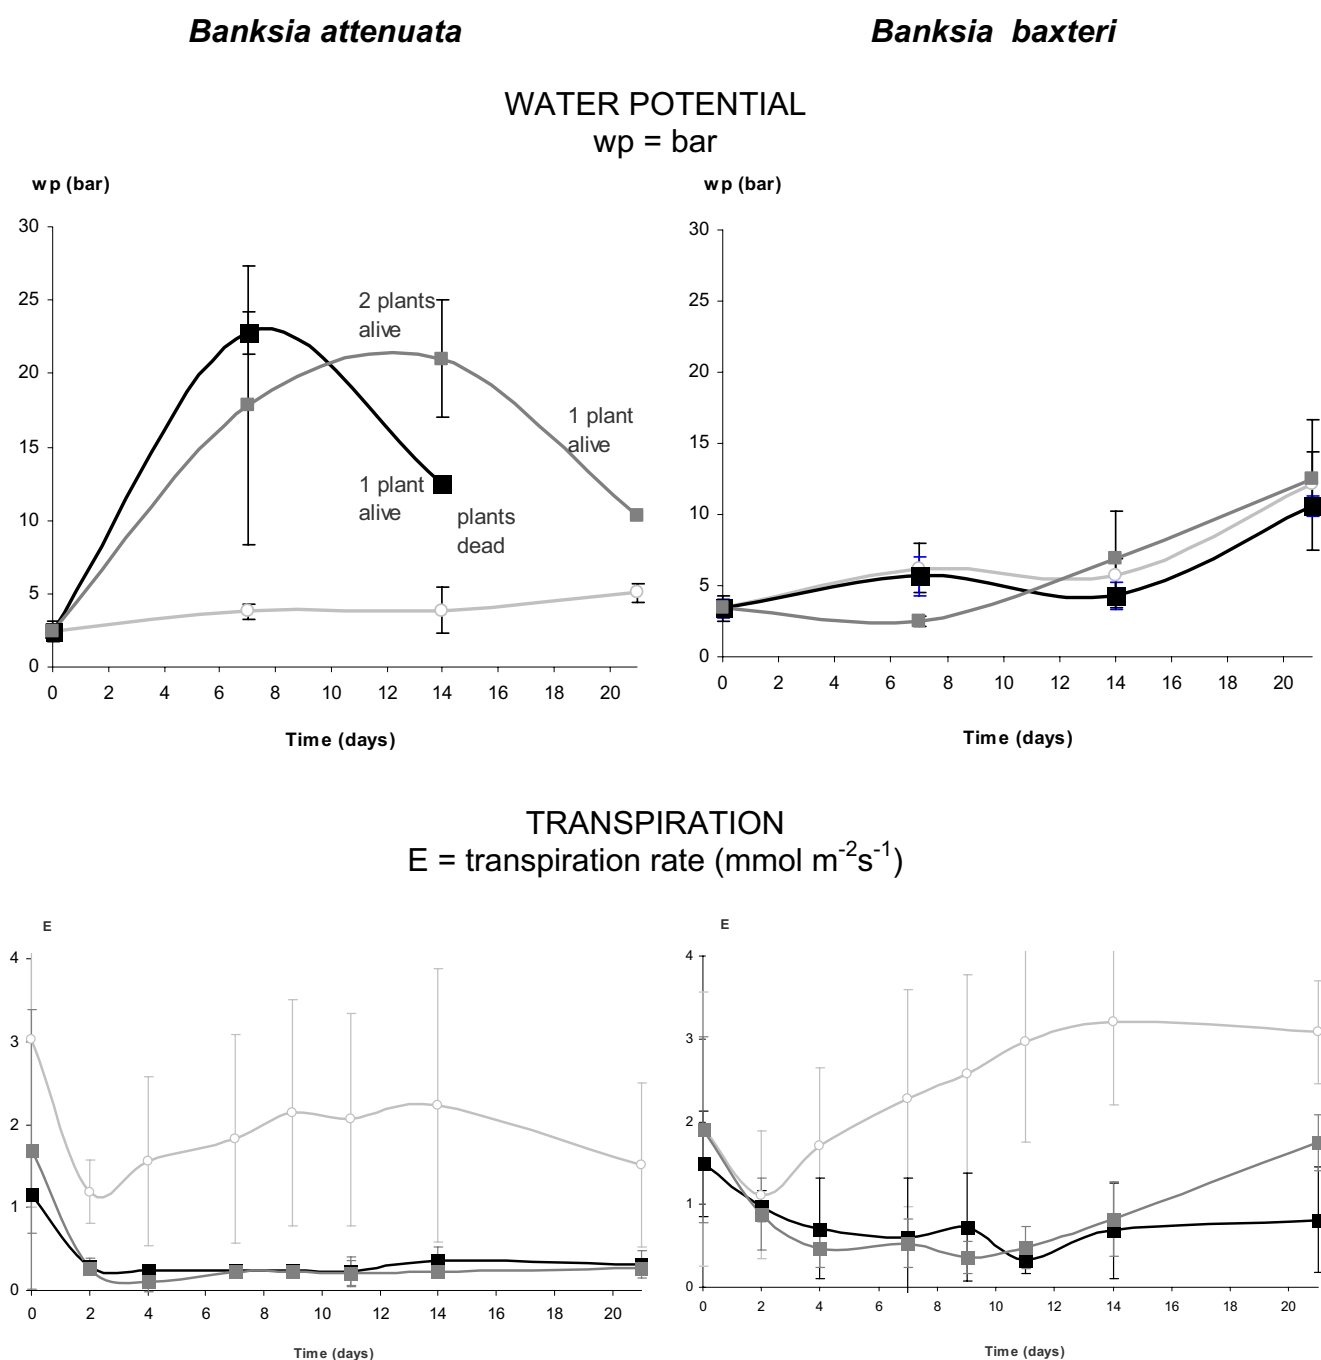 Banksia attenuata
Banksia baxteri
WATER POTENTIAL
wp = bar
wp (bar)
30
25
20
15
10
5
0
2 plants
alive
1 plant
alive
1 plant
alive
plants
dead
0 2 4 6 8 10 12 14 16 18 20
Time (days)
wp (bar)
30
25
20
15
10
5
0
0 2 4 6 8 10 12 14 16 18 20
Time (days)
TRANSPIRATION
E = transpiration rate (mmol m⁻²s⁻¹)
E
4
3
2
1
0
0 2 4 6 8 10 12 14 16 18 20
Time (days)
E
4
3
2
1
0
0 2 4 6 8 10 12 14 16 18 20
Time (days)